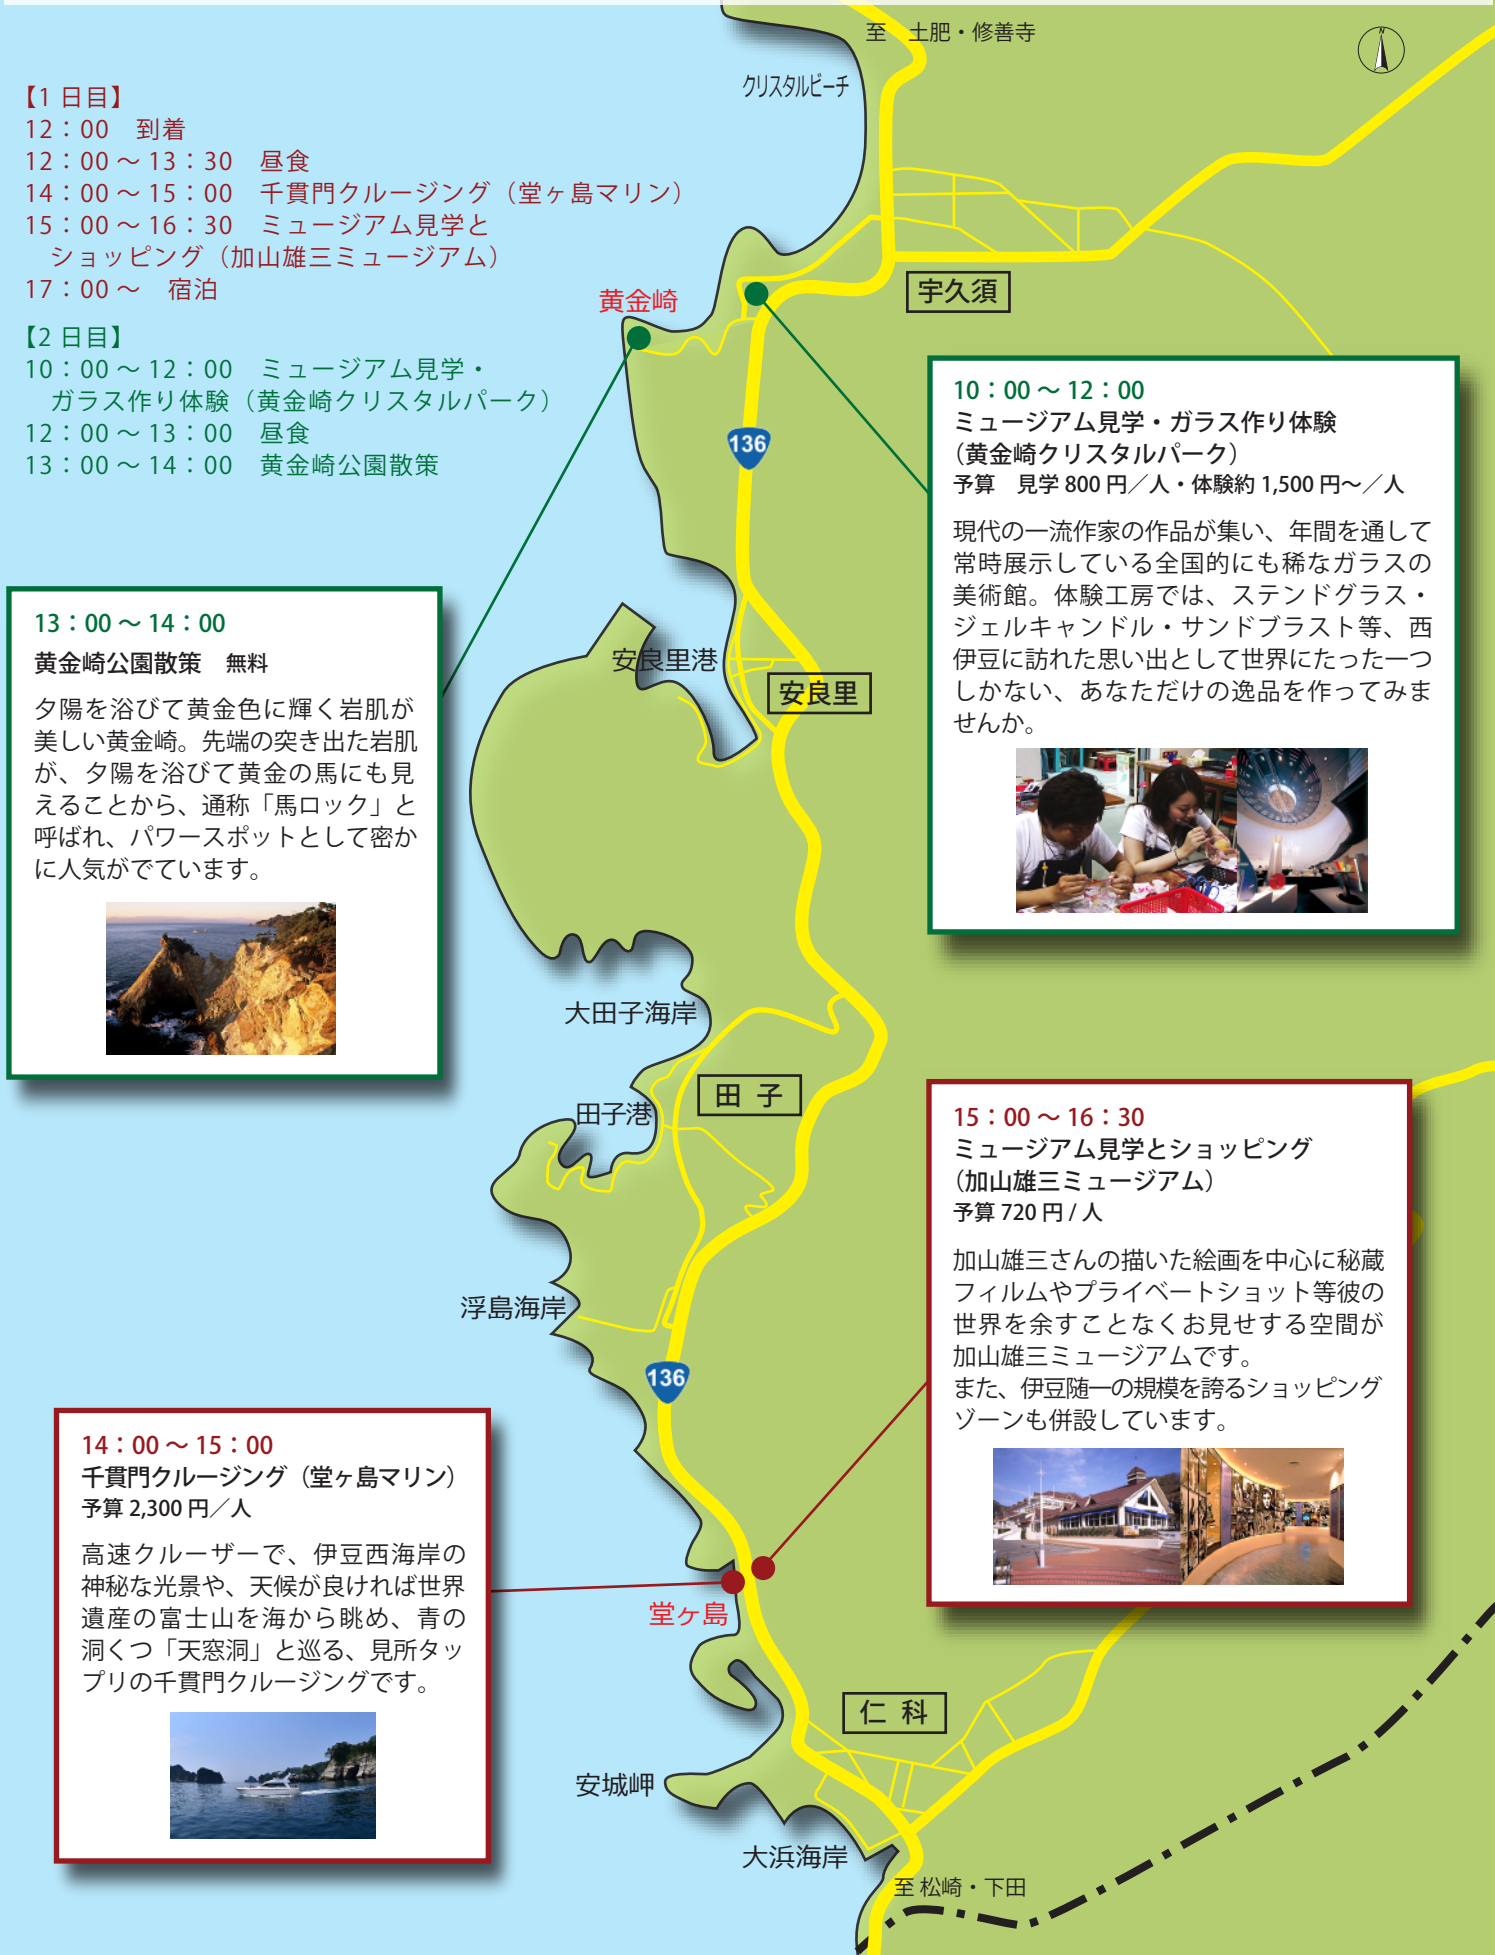 至　土肥・修善寺
N
クリスタルビーチ
【1 日目】
12：00　到着
12：00 ～ 13：30　昼食
14：00 ～ 15：00　千貫門クルージング（堂ヶ島マリン）
15：00 ～ 16：30　ミュージアム見学と
ショッピング（加山雄三ミュージアム）
17：00 ～　宿泊
【2 日目】
10：00 ～ 12：00　ミュージアム見学・
ガラス作り体験（黄金崎クリスタルパーク）
12：00 ～ 13：00　昼食
13：00 ～ 14：00　黄金崎公園散策
黄金崎
宇久須
136
10：00 ～ 12：00
ミュージアム見学・ガラス作り体験
（黄金崎クリスタルパーク）
予算　見学 800 円／人・体験約 1,500 円～／人
現代の一流作家の作品が集い、年間を通して
常時展示している全国的にも稀なガラスの
美術館。体験工房では、ステンドグラス・
ジェルキャンドル・サンドブラスト等、西
伊豆に訪れた思い出として世界にたった一つ
しかない、あなただけの逸品を作ってみま
せんか。
13：00 ～ 14：00
黄金崎公園散策　無料
夕陽を浴びて黄金色に輝く岩肌が
美しい黄金崎。先端の突き出た岩肌
が、夕陽を浴びて黄金の馬にも見
えることから、通称「馬ロック」と
呼ばれ、パワースポットとして密か
に人気がでています。
安良里港
安良里
大田子海岸
田子港
田 子
浮島海岸
136
15：00 ～ 16：30
ミュージアム見学とショッピング
（加山雄三ミュージアム）
予算 720 円 / 人
加山雄三さんの描いた絵画を中心に秘蔵
フィルムやプライベートショット等彼の
世界を余すことなくお見せする空間が
加山雄三ミュージアムです。
また、伊豆随一の規模を誇るショッピング
ゾーンも併設しています。
14：00 ～ 15：00
千貫門クルージング（堂ヶ島マリン）
予算 2,300 円／人
高速クルーザーで、伊豆西海岸の
神秘な光景や、天候が良ければ世界
遺産の富士山を海から眺め、青の
洞くつ「天窓洞」と巡る、見所タッ
プリの千貫門クルージングです。
堂ヶ島
仁 科
安城岬
大浜海岸
至 松崎・下田